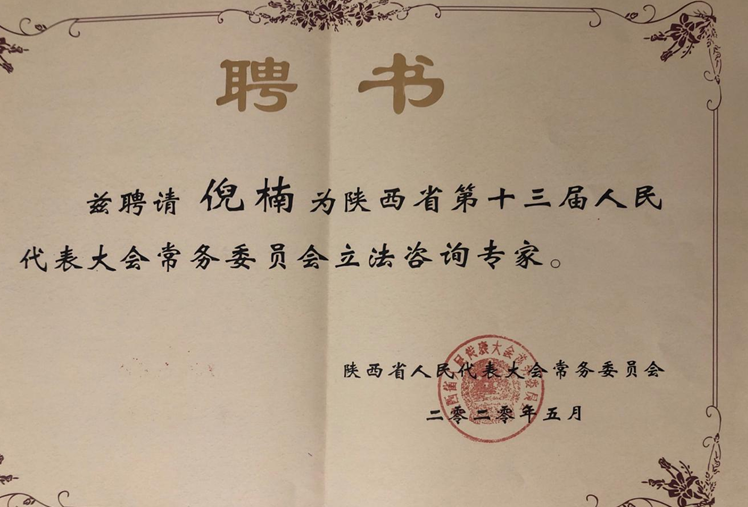 聘书
兹聘请 倪楠 为陕西省第十三届人民
代表大会常务委员会立法咨询专家。
陕西省人民代表大会常务委员会
二零二零年五月